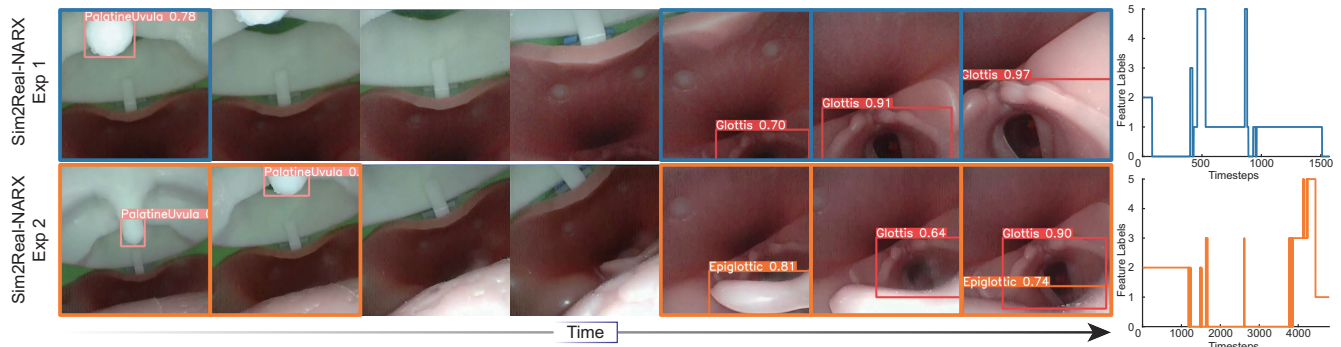 Sim2Real-NARX
Exp 1
PalatineUvula 0.78
Glottis 0.70
Glottis 0.91
Glottis 0.97
Feature Labels
5
4
3
2
1
0
500
1000
1500
Timesteps
Sim2Real-NARX
Exp 2
PalatineUvula
PalatineUvula 0.
Epiglottic 0.81
Glottis 0.64
Glottis 0.90
Epiglottic 0.74
Feature Labels
5
4
3
2
1
0
0
1000
2000
3000
4000
Timesteps
Time